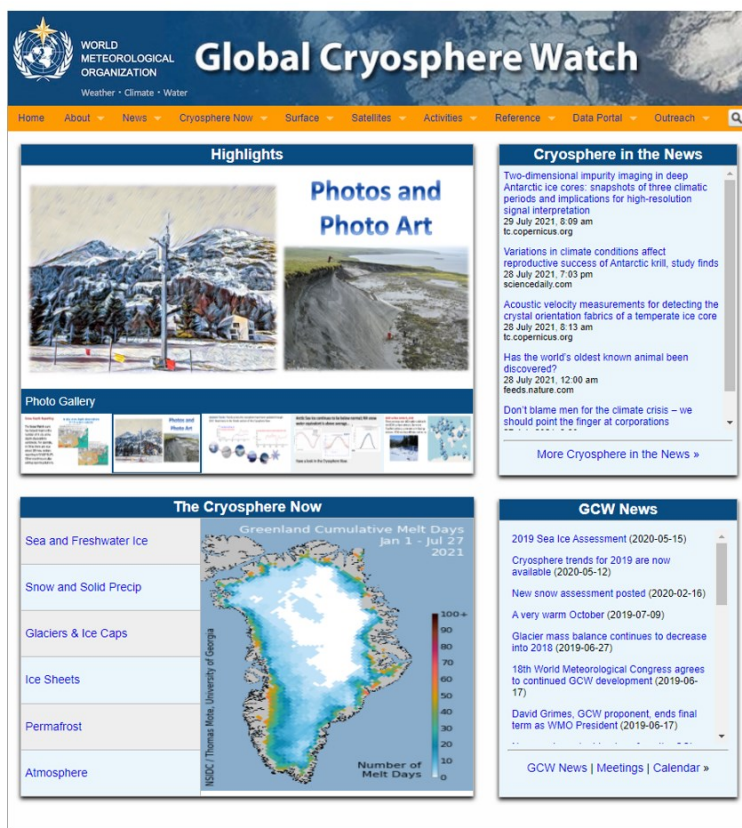 WORLD
METEOROLOGICAL
ORGANIZATION
Weather • Climate • Water
Global Cryosphere Watch
Home About News Cryosphere Now Surface Satellites Activities Reference Data Portal Outreach
Highlights
Photos and
Photo Art
Photo Gallery
Photos and
Photo Art
Cryosphere in the News
Two-dimensional impurity imaging in deep
Antarctic ice cores: snapshots of three climatic
periods and implications for high-resolution
signal interpretation
29 July 2021, 8:09 am
tc.copernicus.org
Variations in climate conditions affect
reproductive success of Antarctic krill, study finds
28 July 2021, 7:03 pm
sciencedaily.com
Acoustic velocity measurements for detecting the
crystal orientation fabrics of a temperate ice core
28 July 2021, 8:13 am
tc.copernicus.org
Has the world's oldest known animal been
discovered?
28 July 2021, 12:00 am
feeds.nature.com
Don't blame men for the climate crisis – we
should point the finger at corporations
More Cryosphere in the News »
The Cryosphere Now
Sea and Freshwater Ice
Snow and Solid Precip
Glaciers & Ice Caps
Ice Sheets
Permafrost
Atmosphere
Greenland Cumulative Melt Days
Jan 1 - Jul 27
2021
NSIDC / Thomas Mote, University of Georgia
100+
90
80
70
60
50
40
30
20
10
0
Number of
Melt Days
GCW News
2019 Sea Ice Assessment (2020-05-15)
Cryosphere trends for 2019 are now
available (2020-05-12)
New snow assessment posted (2020-02-16)
A very warm October (2019-07-09)
Glacier mass balance continues to decrease
into 2018 (2019-06-27)
18th World Meteorological Congress agrees
to continued GCW development (2019-06-
17)
David Grimes, GCW proponent, ends final
term as WMO President (2019-06-17)
GCW News | Meetings | Calendar »